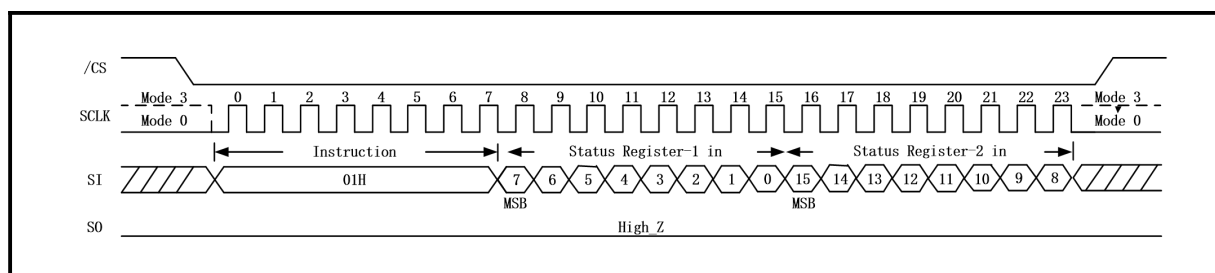 /CS
Mode 3 0 1 2 3 4 5 6 7 8 9 10 11 12 13 14 15 16 17 18 19 20 21 22 23 Mode 3
SCLK
Mode 0 Mode 0
Instruction Status Register-1 in Status Register-2 in
SI 01H 7 6 5 4 3 2 1 0 15 14 13 12 11 10 9 8
MSB MSB
SO High_Z